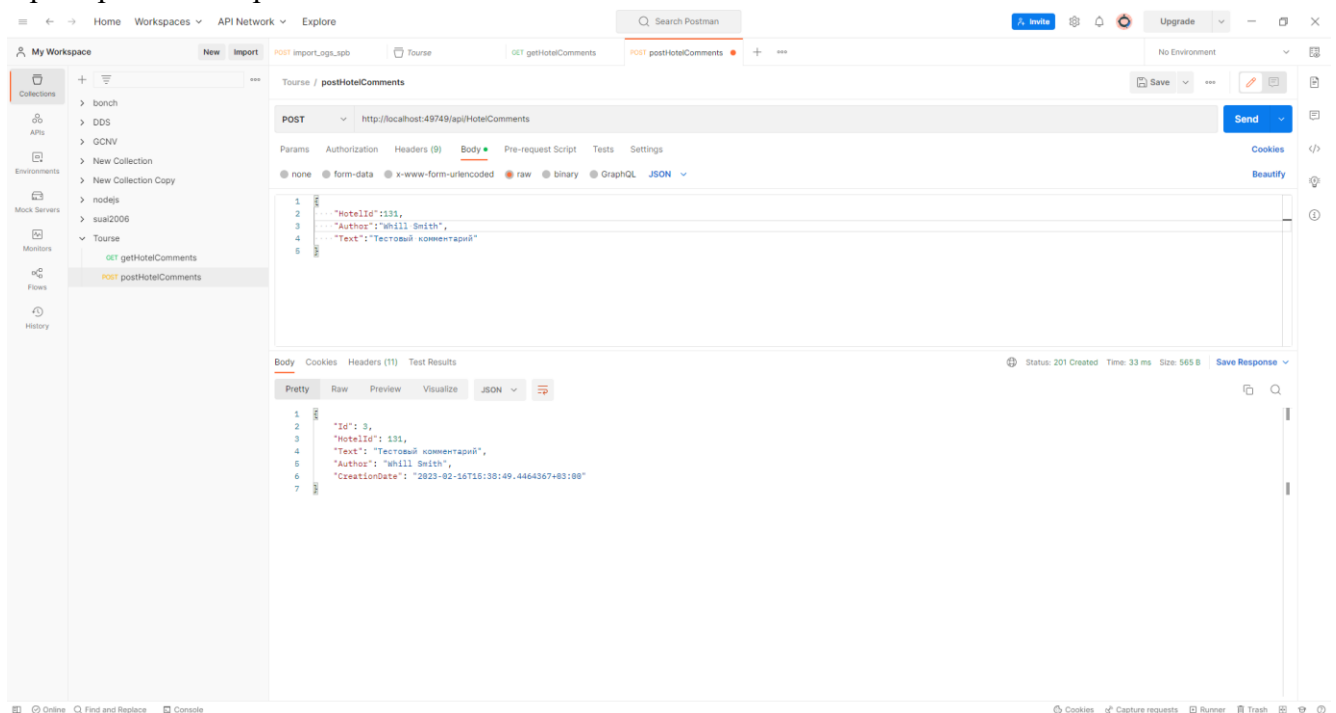 Home Workspaces API Network Explore Search Postman Invite Upgrade
My Workspace New Import POST import_ogs_spb Tourse GET getHotelComments POST postHotelComments No Environment
Collections
APIs
Environments
Mock Servers
Monitors
Flows
History
bonch
DDS
GCNV
New Collection
New Collection Copy
nodejs
suai2006
Tourse
GET getHotelComments
POST postHotelComments
Tourse / postHotelComments Save
POST http://localhost:49749/api/HotelComments Send
Params Authorization Headers (9) Body Pre-request Script Tests Settings Cookies
none form-data x-www-form-urlencoded raw binary GraphQL JSON Beautify
1
2 "HotelId":131,
3 "Author":"Whill Smith",
4 "Text":"Тестовый комментарий"
5
Body Cookies Headers (11) Test Results Status: 201 Created Time: 33 ms Size: 565 B Save Response
Pretty Raw Preview Visualize JSON
1
2 "Id": 3,
3 "HotelId": 131,
4 "Text": "Тестовый комментарий",
5 "Author": "Whill Smith",
6 "CreationDate": "2023-02-16T15:38:49.4464367+03:00"
7
Online Find and Replace Console Cookies Capture requests Runner Trash